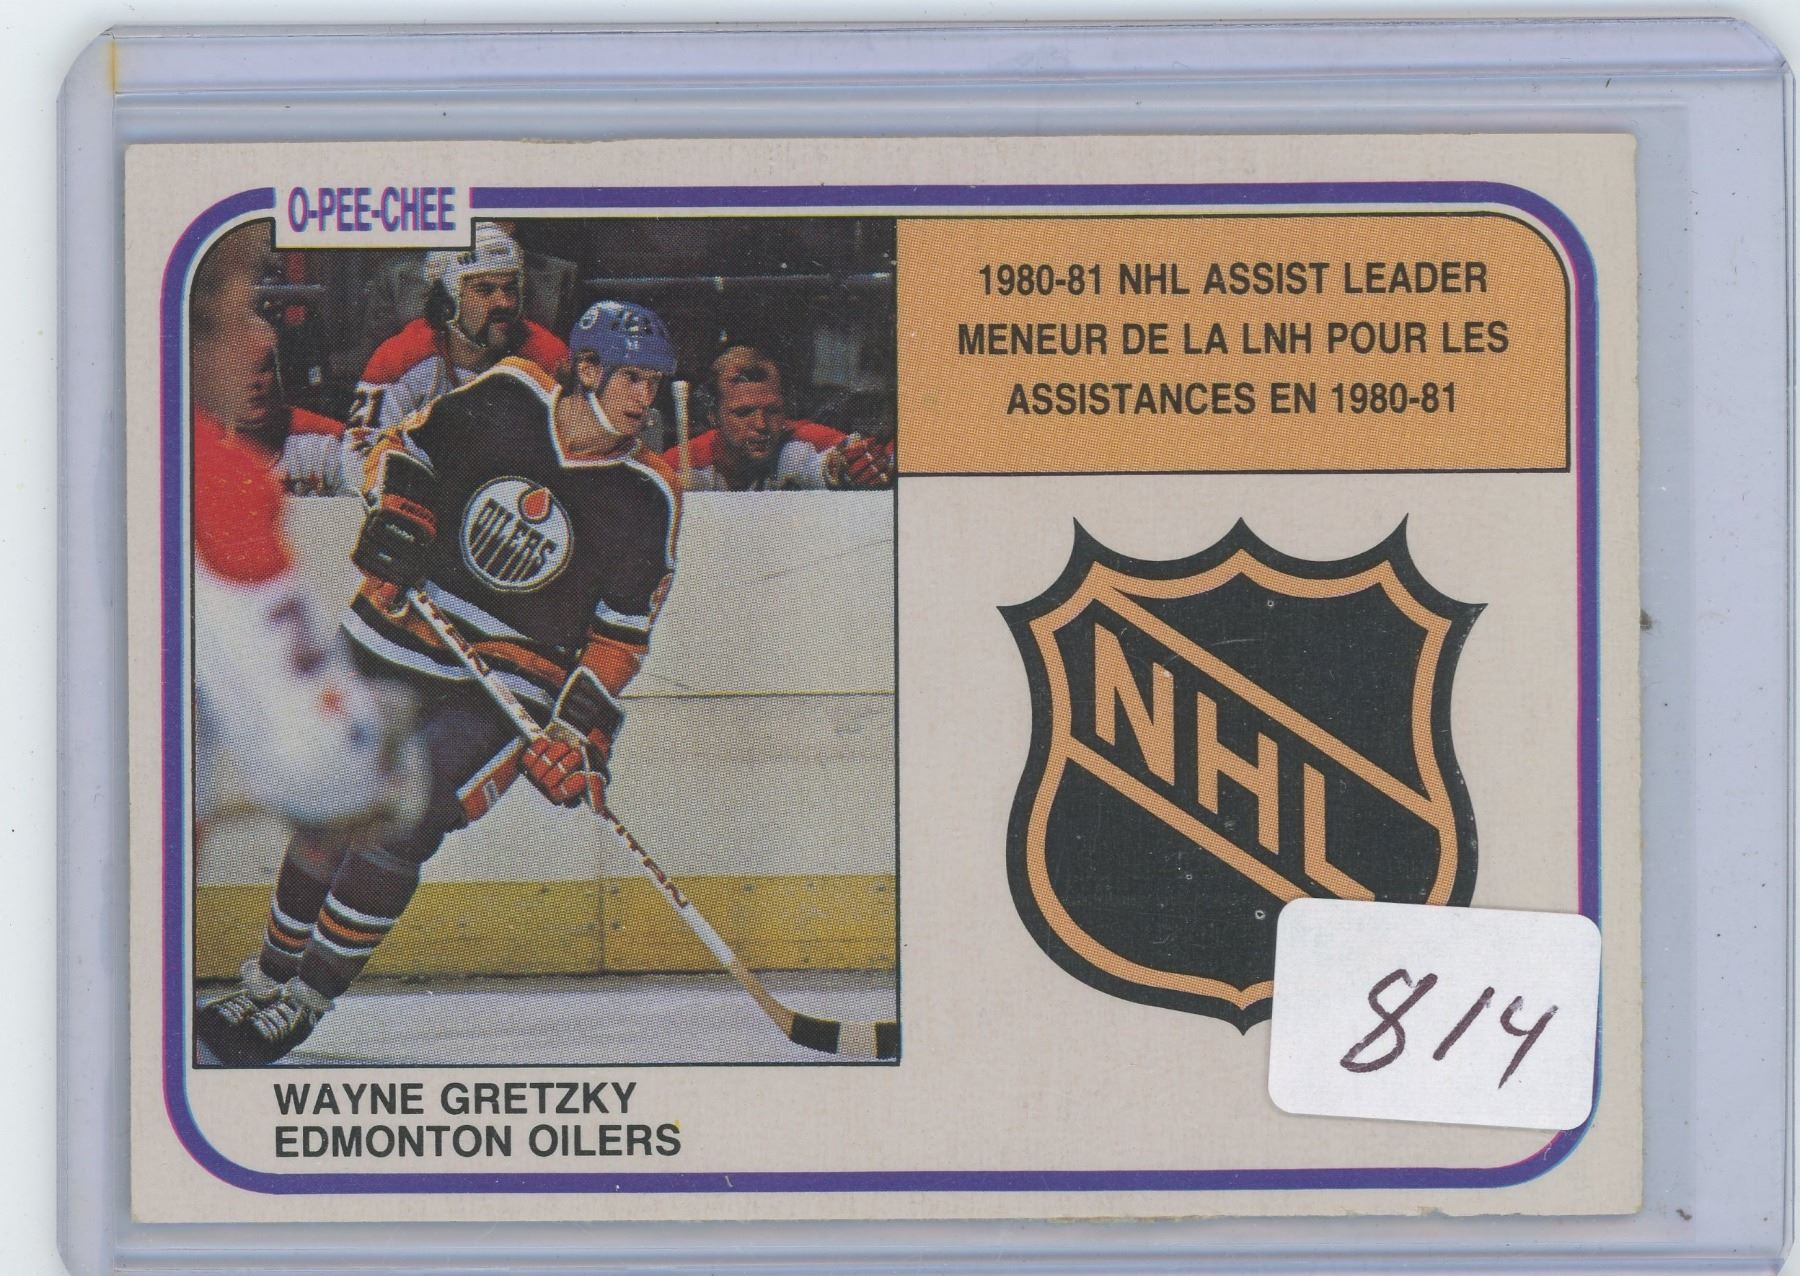 O-PEE-CHEE
1980-81 NHL ASSIST LEADER
MENEUR DE LA LNH POUR LES
ASSISTANCES EN 1980-81
21
OILERS
NHL
814
WAYNE GRETZKY
EDMONTON OILERS